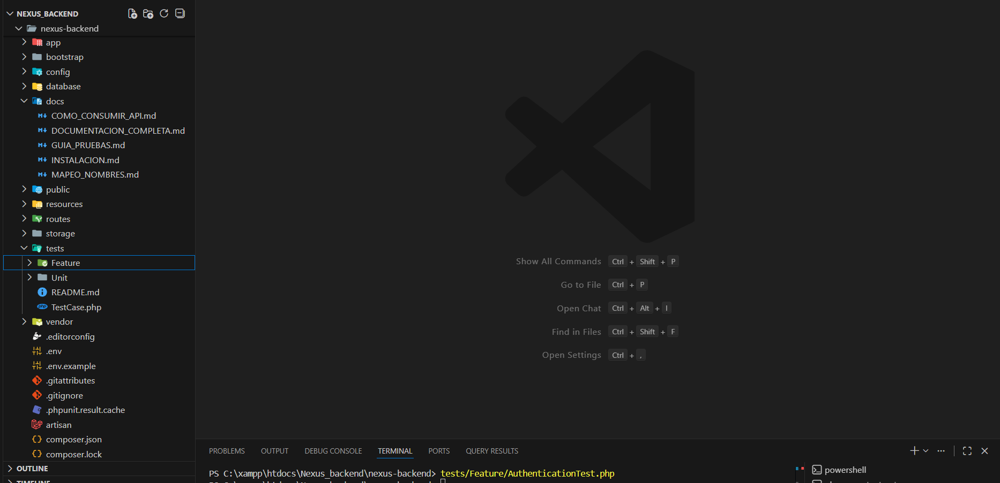 NEXUS_BACKEND
nexus-backend
app
bootstrap
config
database
docs
COMO_CONSUMIR_API.md
DOCUMENTACION_COMPLETA.md
GUIA_PRUEBAS.md
INSTALACION.md
MAPEO_NOMBRES.md
public
resources
routes
storage
tests
Feature
Unit
README.md
TestCase.php
vendor
.editorconfig
.env
.env.example
.gitattributes
.gitignore
.phpunit.result.cache
artisan
composer.json
composer.lock
OUTLINE
TIMELINE
Show All Commands Ctrl + Shift + P
Go to File Ctrl + P
Open Chat Ctrl + Alt + I
Find in Files Ctrl + Shift + F
Open Settings Ctrl + ,
PROBLEMS OUTPUT DEBUG CONSOLE TERMINAL PORTS QUERY RESULTS
PS C:\xampp\htdocs\Nexus_backend\nexus-backend> tests/Feature/AuthenticationTest.php
powershell